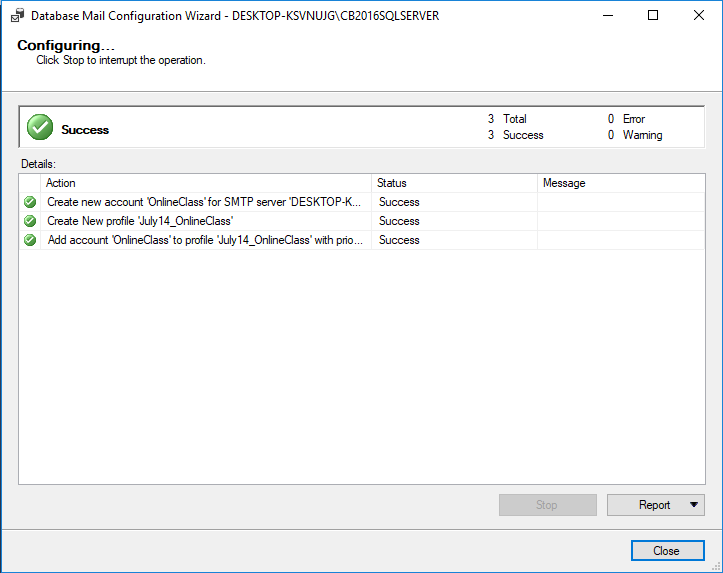 Database Mail Configuration Wizard - DESKTOP-KSVNUJG\CB2016SQLSERVER
Configuring...
Click Stop to interrupt the operation.
Success
3 Total 0 Error
3 Success 0 Warning
Details:
Action Status Message
Create new account 'OnlineClass' for SMTP server 'DESKTOP-K... Success
Create New profile 'July14_OnlineClass' Success
Add account 'OnlineClass' to profile 'July14_OnlineClass' with prio... Success
Stop Report
Close